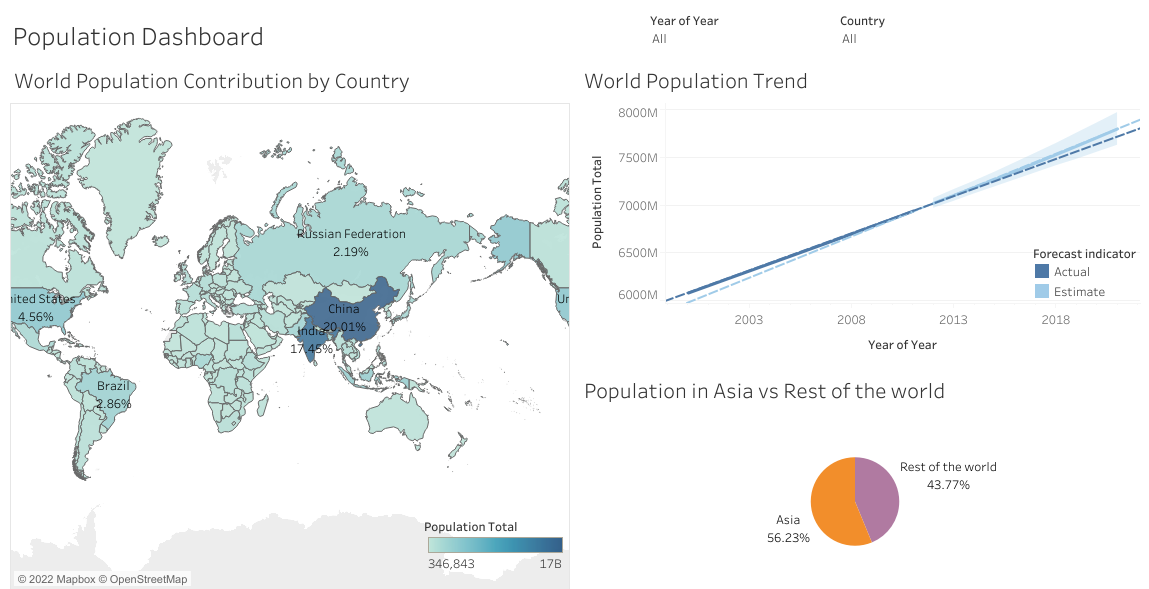 Population Dashboard
Year of Year
All
Country
All
World Population Contribution by Country
Russian Federation
2.19%
nited States
4.56%
Un
China
20.01%
India
17.45%
Brazil
2.86%
Population Total
346,843
17B
© 2022 Mapbox © OpenStreetMap
World Population Trend
Population Total
8000M
7500M
7000M
6500M
6000M
Forecast indicator
Actual
Estimate
2003
2008
2013
2018
Year of Year
Population in Asia vs Rest of the world
Rest of the world
43.77%
Asia
56.23%